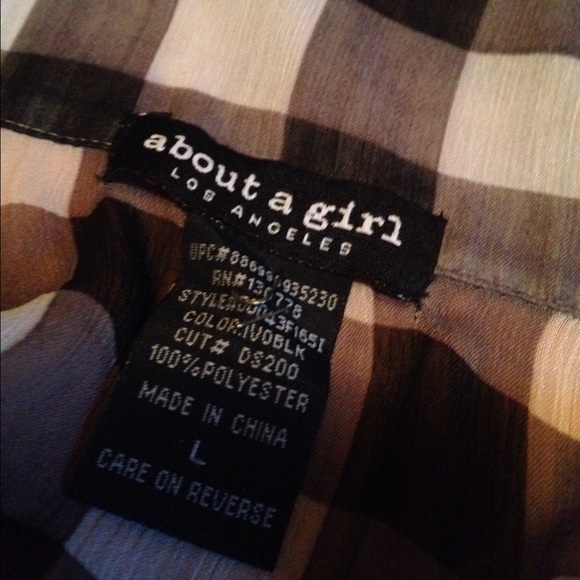 about a girl
LOS ANGELES
COLOR:IVOBLK
CUT# DS200
100%POLYESTER
MADE IN CHINA
L
CARE ON REVERSE